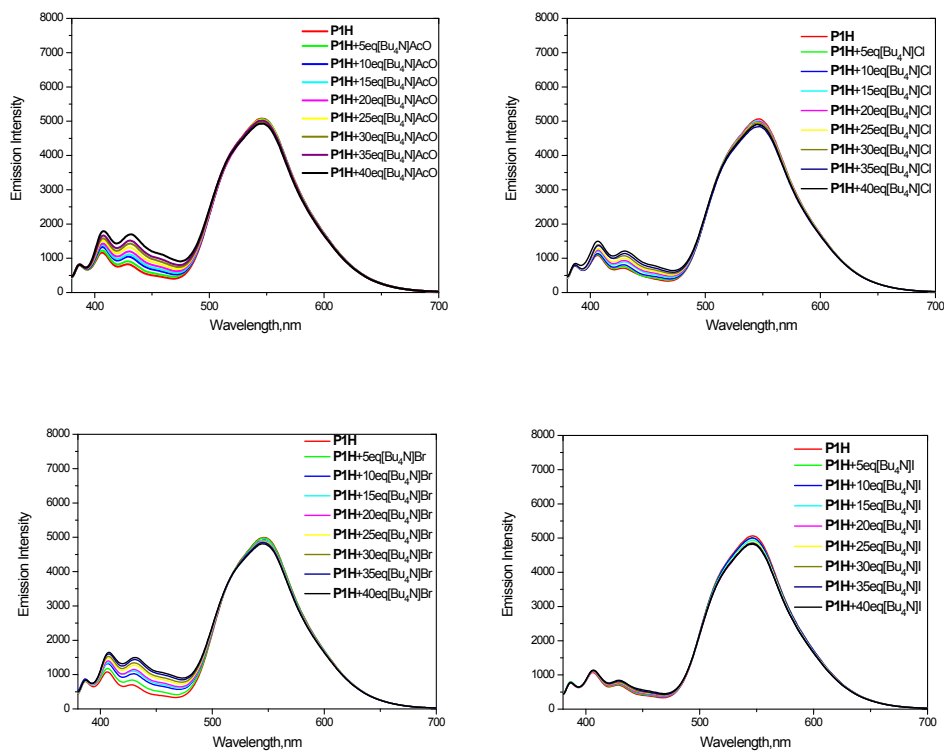 8000
7000
6000
5000
4000
3000
2000
1000
0
Emission Intensity
400 500 600 700
Wavelength,nm
P1H
P1H+5eq[Bu4N]AcO
P1H+10eq[Bu4N]AcO
P1H+15eq[Bu4N]AcO
P1H+20eq[Bu4N]AcO
P1H+25eq[Bu4N]AcO
P1H+30eq[Bu4N]AcO
P1H+35eq[Bu4N]AcO
P1H+40eq[Bu4N]AcO
8000
7000
6000
5000
4000
3000
2000
1000
0
Emission Intensity
400 500 600 700
Wavelength,nm
P1H
P1H+5eq[Bu4N]Cl
P1H+10eq[Bu4N]Cl
P1H+15eq[Bu4N]Cl
P1H+20eq[Bu4N]Cl
P1H+25eq[Bu4N]Cl
P1H+30eq[Bu4N]Cl
P1H+35eq[Bu4N]Cl
P1H+40eq[Bu4N]Cl
8000
7000
6000
5000
4000
3000
2000
1000
0
Emission Intensity
400 500 600 700
Wavelength,nm
P1H
P1H+5eq[Bu4N]Br
P1H+10eq[Bu4N]Br
P1H+15eq[Bu4N]Br
P1H+20eq[Bu4N]Br
P1H+25eq[Bu4N]Br
P1H+30eq[Bu4N]Br
P1H+35eq[Bu4N]Br
P1H+40eq[Bu4N]Br
8000
7000
6000
5000
4000
3000
2000
1000
0
Emission Intensity
400 500 600 700
Wavelength,nm
P1H
P1H+5eq[Bu4N]I
P1H+10eq[Bu4N]I
P1H+15eq[Bu4N]I
P1H+20eq[Bu4N]I
P1H+25eq[Bu4N]I
P1H+30eq[Bu4N]I
P1H+35eq[Bu4N]I
P1H+40eq[Bu4N]I